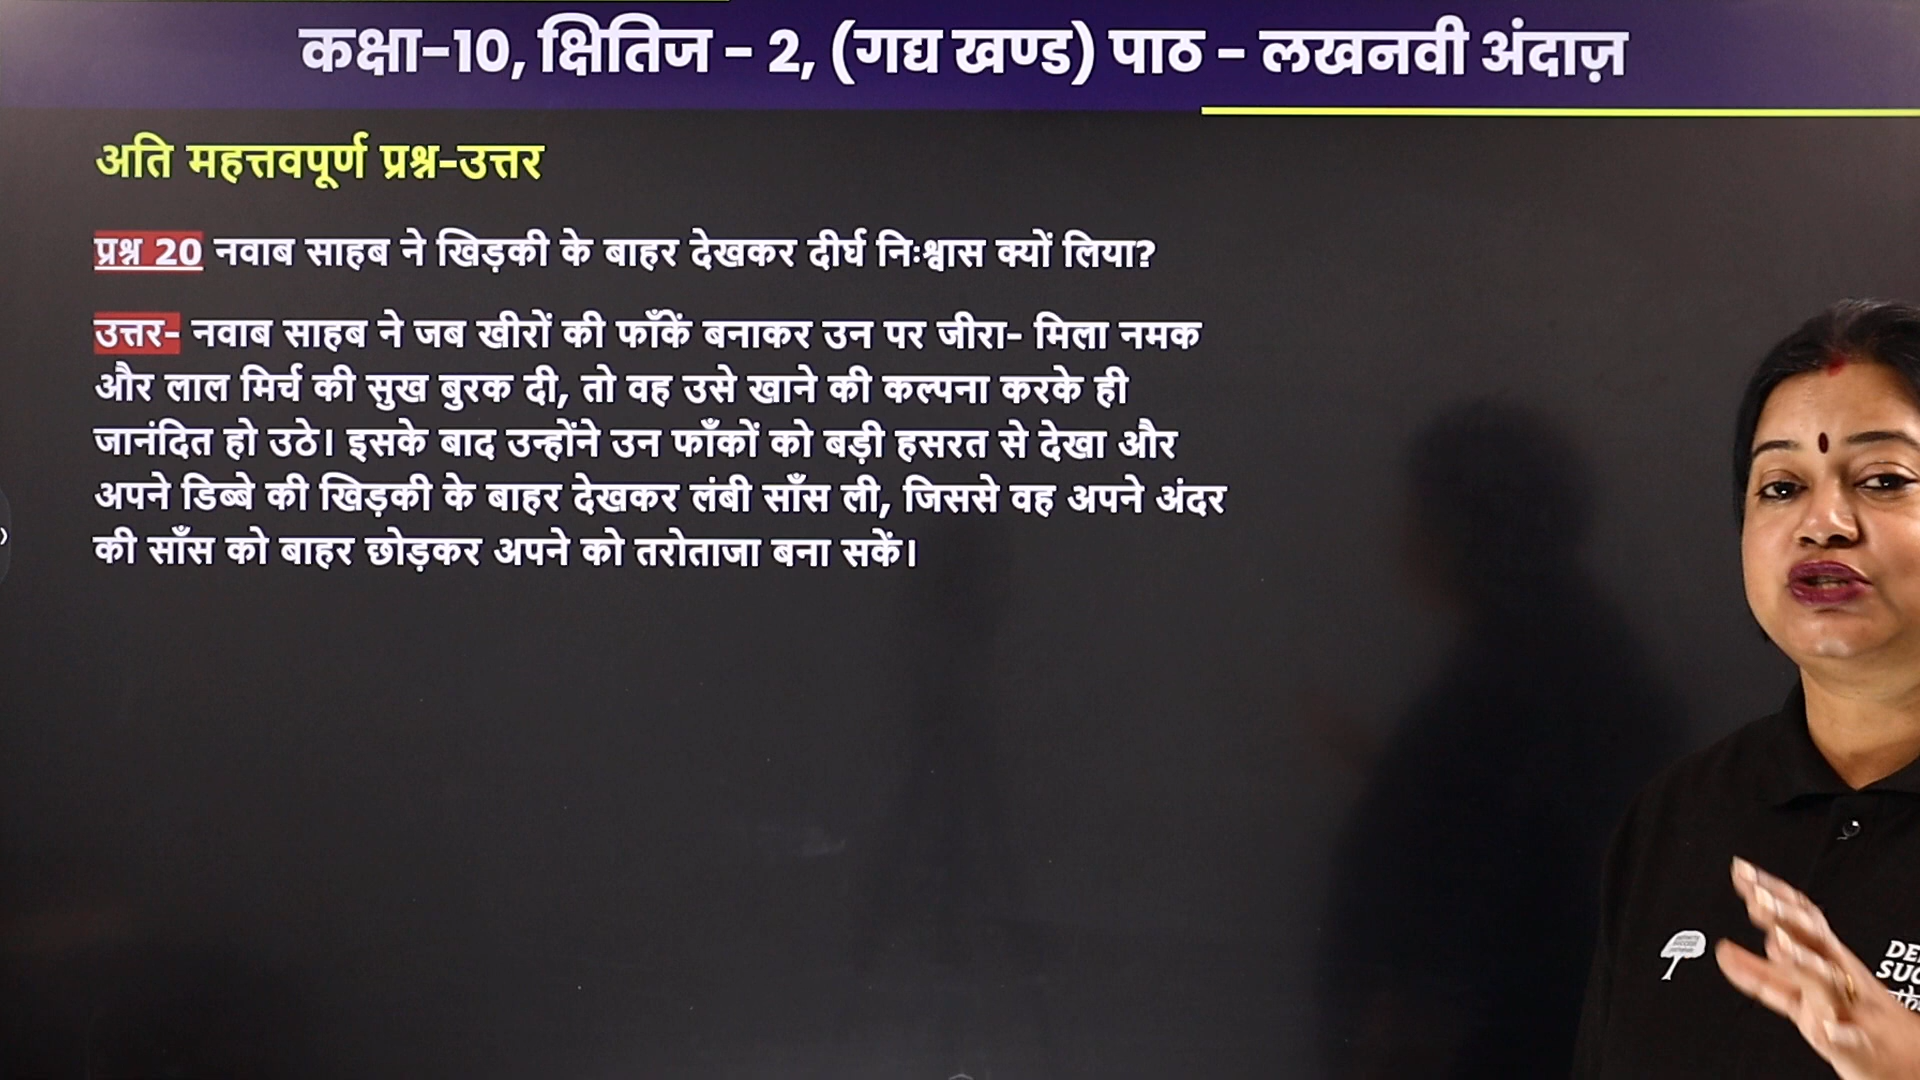 कक्षा-10, क्षितिज - 2, (गद्य खण्ड) पाठ - लखनवी अंदाज़
अति महत्तवपूर्ण प्रश्न-उत्तर
प्रश्न 20 नवाब साहब ने खिड़की के बाहर देखकर दीर्घ निःश्वास क्यों लिया?
उत्तर- नवाब साहब ने जब खीरों की फाँकें बनाकर उन पर जीरा- मिला नमक
और लाल मिर्च की सुख बुरक दी, तो वह उसे खाने की कल्पना करके ही
जानंदित हो उठे। इसके बाद उन्होंने उन फाँकों को बड़ी हसरत से देखा और
अपने डिब्बे की खिड़की के बाहर देखकर लंबी साँस ली, जिससे वह अपने अंदर
की साँस को बाहर छोड़कर अपने को तरोताजा बना सकें।